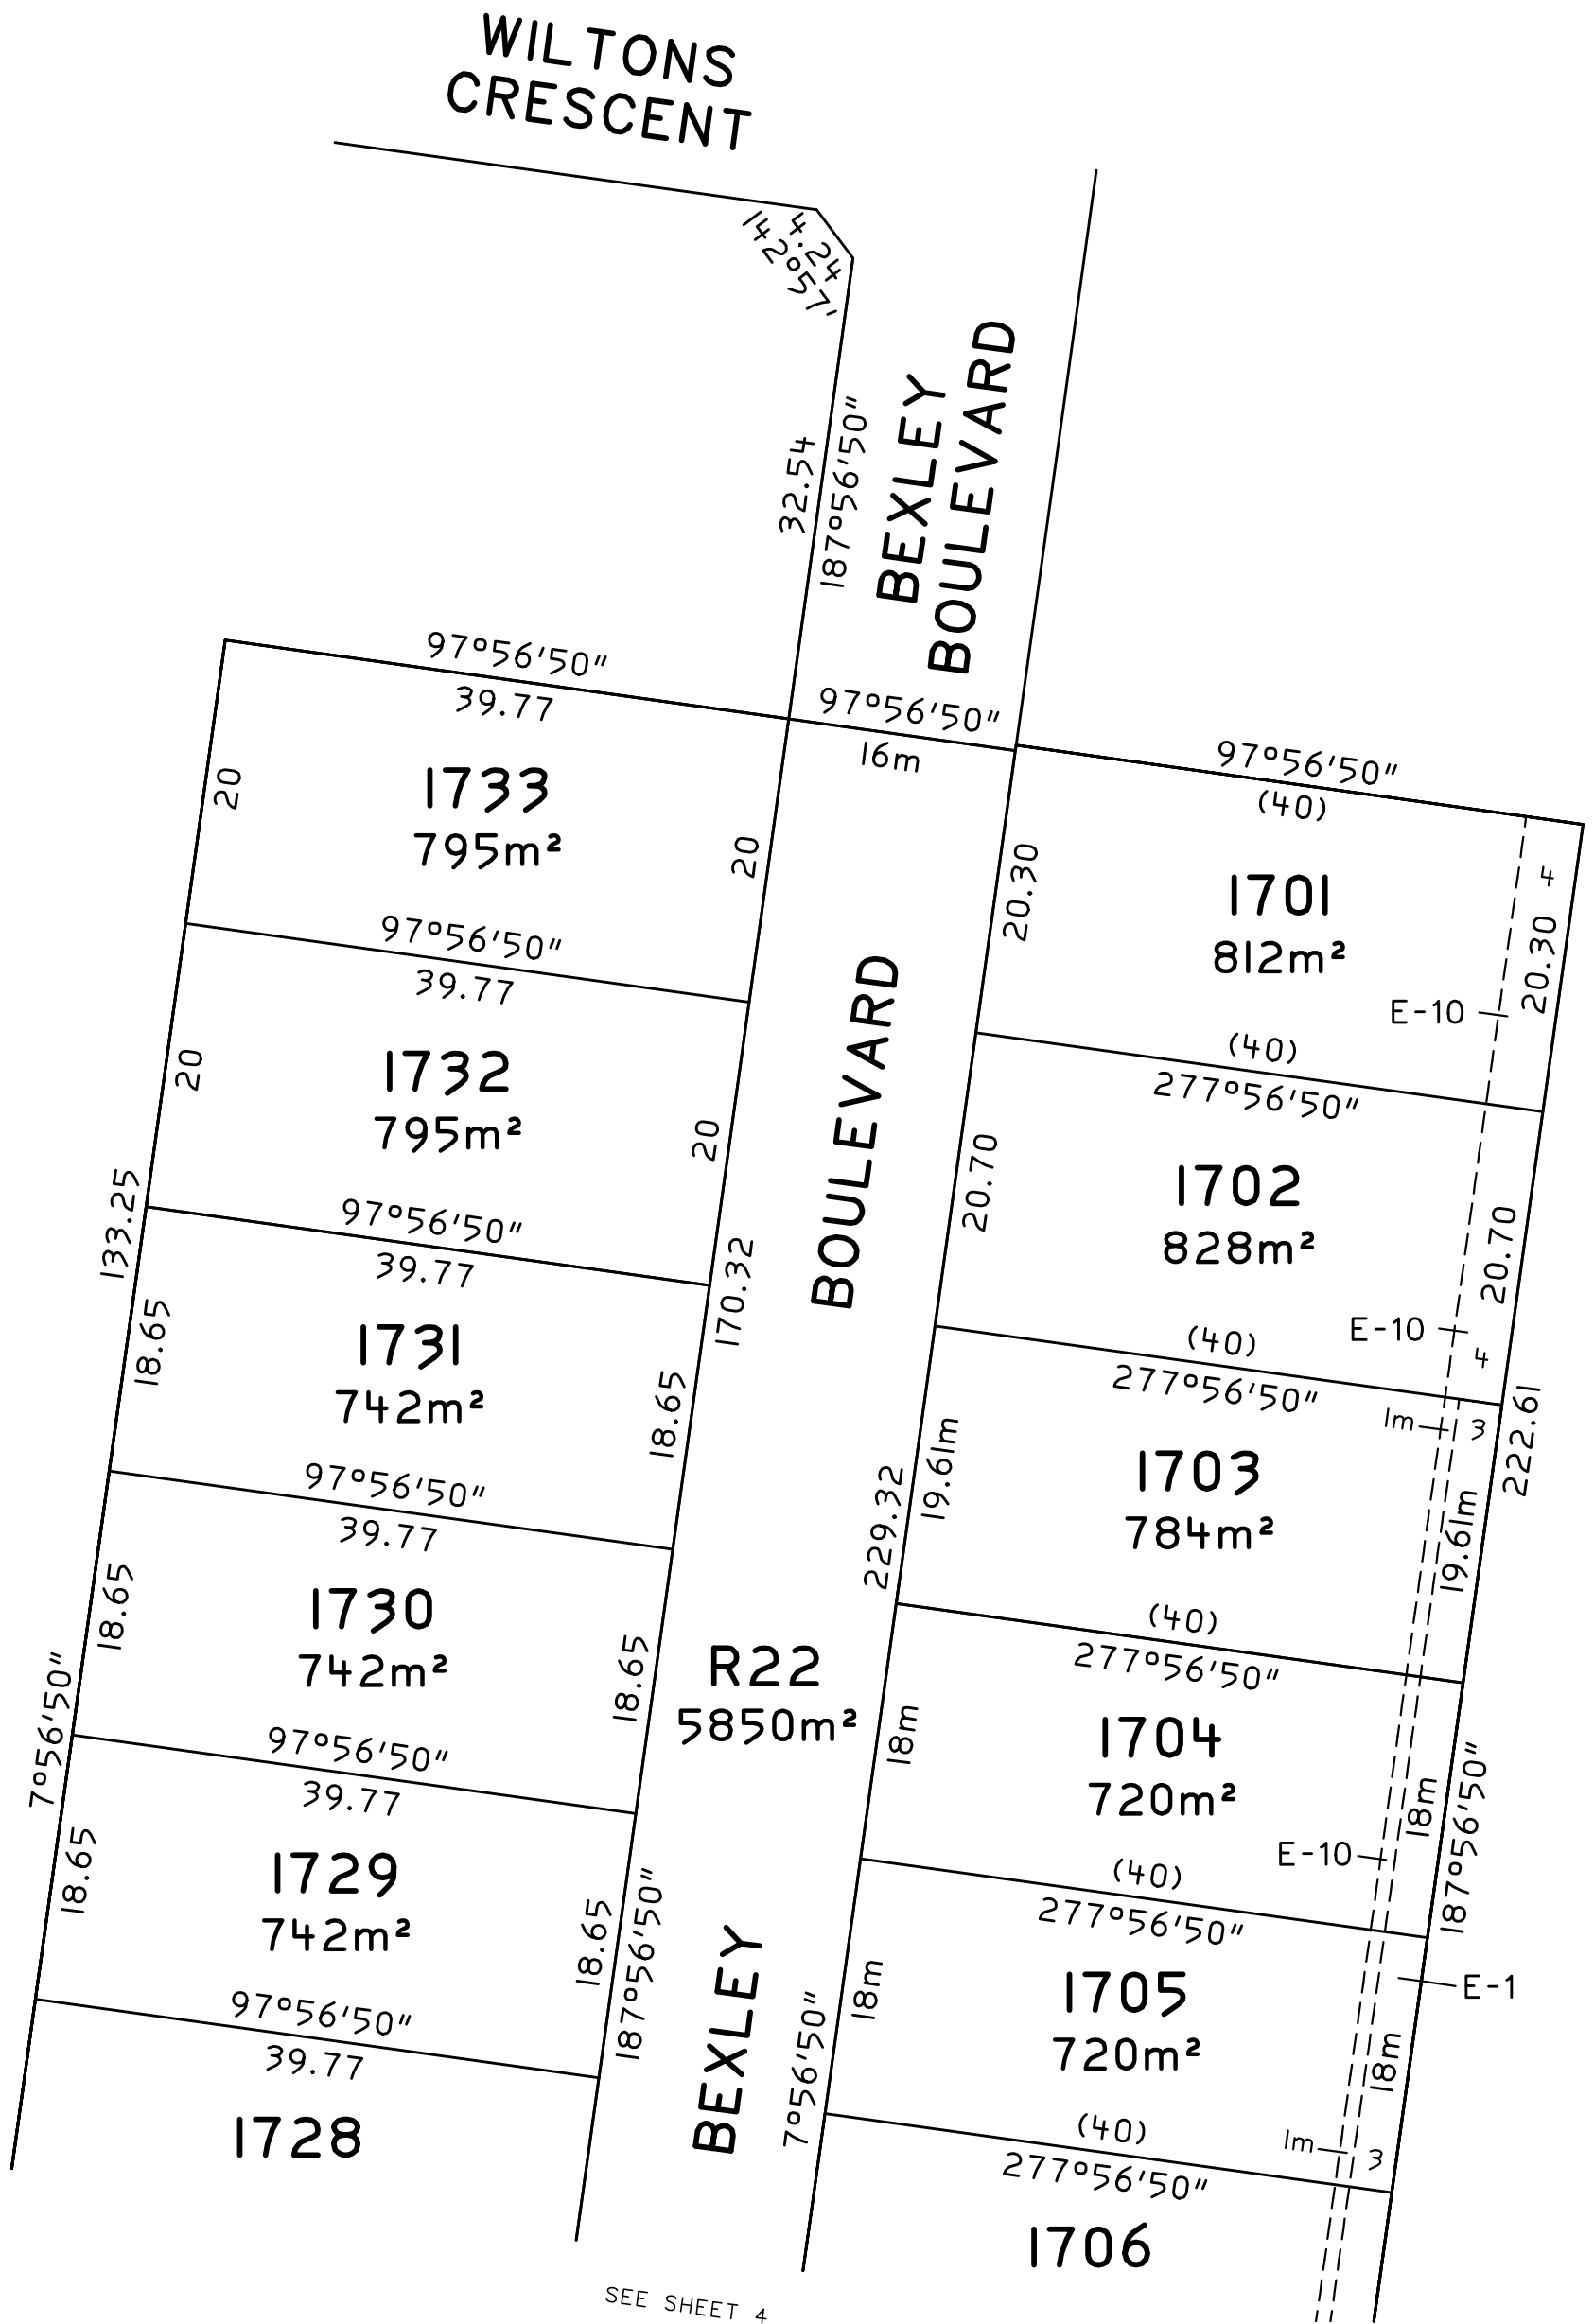 WILTONS
CRESCENT
4.24
142°57'
32.54
187°56'50"
BEXLEY
BOULEVARD
97°56'50"
39.77
97°56'50"
16m
97°56'50"
(40)
20
1733
795m²
20
20.30
1701
812m²
4
20.30
E-10
97°56'50"
39.77
(40)
277°56'50"
20
1732
795m²
20
BOULEVARD
20.70
1702
828m²
20.70
E-10
4
133.25
97°56'50"
39.77
170.32
(40)
277°56'50"
222.61
18.65
1731
742m²
18.65
1m
3
19.61m
1703
784m²
19.61m
229.32
97°56'50"
39.77
(40)
277°56'50"
18.65
1730
742m²
18.65
R22
5850m²
18m
1704
720m²
18m
E-10
7°56'50"
97°56'50"
39.77
(40)
277°56'50"
187°56'50"
18.65
1729
742m²
18.65
187°56'50"
BEXLEY
7°56'50"
18m
1705
720m²
18m
E-1
1m
3
97°56'50"
39.77
(40)
277°56'50"
1728
1706
SEE SHEET 4